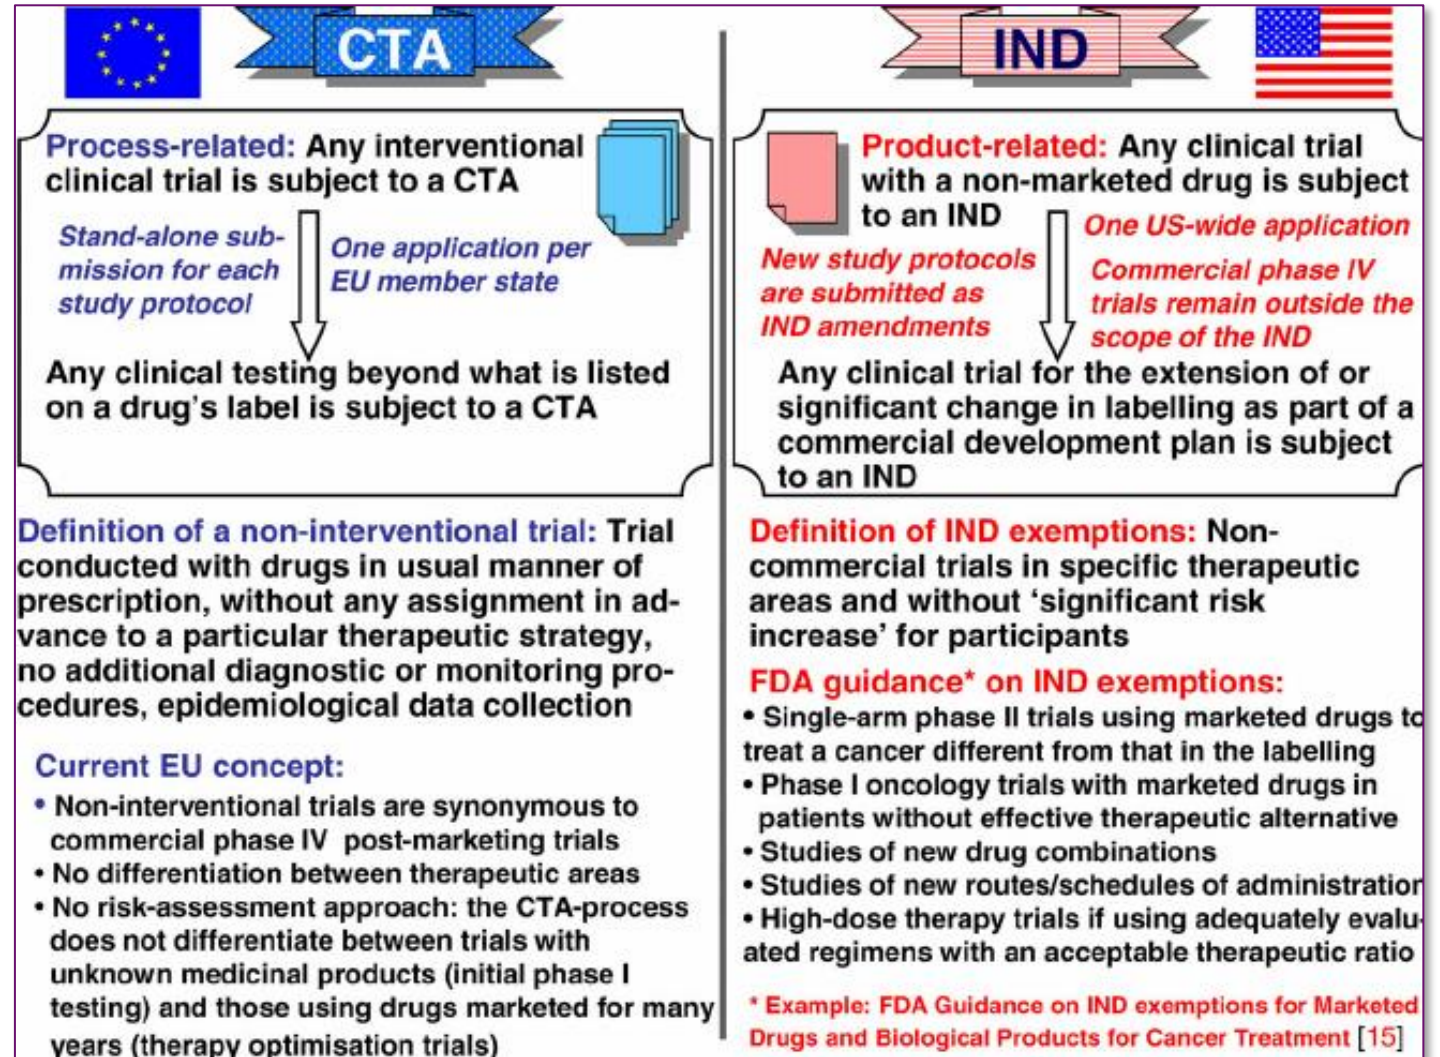 CTA
Process-related: Any interventional
clinical trial is subject to a CTA
Stand-alone sub-
mission for each
study protocol
One application per
EU member state
Any clinical testing beyond what is listed
on a drug's label is subject to a CTA
Definition of a non-interventional trial: Trial
conducted with drugs in usual manner of
prescription, without any assignment in ad-
vance to a particular therapeutic strategy,
no additional diagnostic or monitoring pro-
cedures, epidemiological data collection
Current EU concept:
• Non-interventional trials are synonymous to
commercial phase IV post-marketing trials
• No differentiation between therapeutic areas
• No risk-assessment approach: the CTA-process
does not differentiate between trials with
unknown medicinal products (initial phase I
testing) and those using drugs marketed for many
years (therapy optimisation trials)
IND
Product-related: Any clinical trial
with a non-marketed drug is subject
to an IND
New study protocols
are submitted as
IND amendments
One US-wide application
Commercial phase IV
trials remain outside the
scope of the IND
Any clinical trial for the extension of or
significant change in labelling as part of a
commercial development plan is subject
to an IND
Definition of IND exemptions: Non-
commercial trials in specific therapeutic
areas and without 'significant risk
increase' for participants
FDA guidance* on IND exemptions:
• Single-arm phase II trials using marketed drugs to
treat a cancer different from that in the labelling
• Phase I oncology trials with marketed drugs in
patients without effective therapeutic alternative
• Studies of new drug combinations
• Studies of new routes/schedules of administration
• High-dose therapy trials if using adequately evalu-
ated regimens with an acceptable therapeutic ratio
* Example: FDA Guidance on IND exemptions for Marketed
Drugs and Biological Products for Cancer Treatment [15]